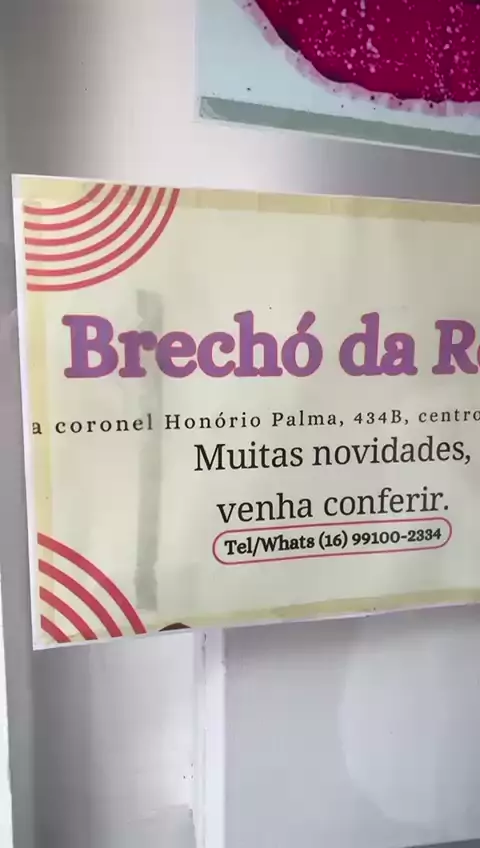 Brechó da R
a coronel Honório Palma, 434B, centro
Muitas novidades,
venha conferir.
Tel/Whats (16) 99100-2334